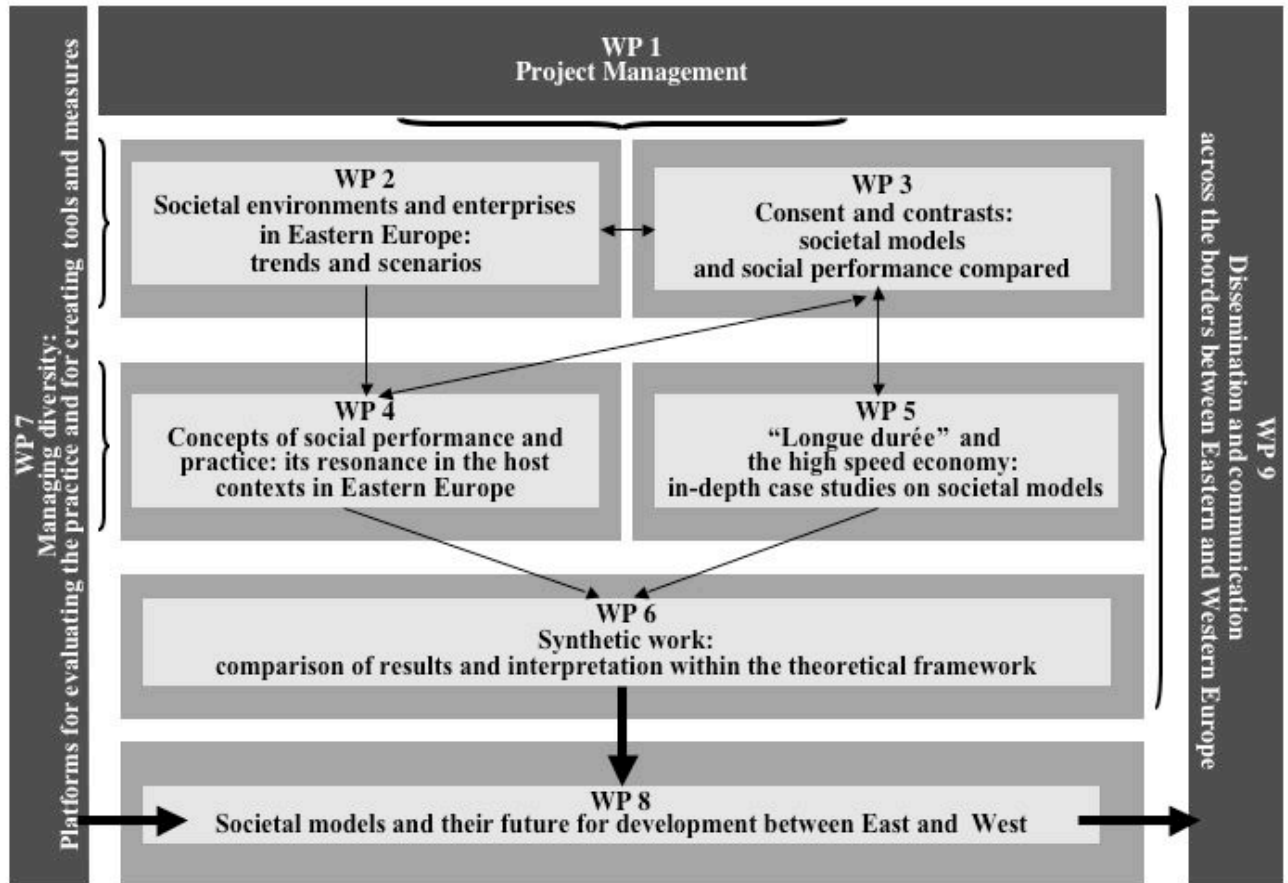 WP 1
Project Management
WP 7
Managing diversity:
Platforms for evaluating the practice and for creating tools and measures
WP 2
Societal environments and enterprises
in Eastern Europe:
trends and scenarios
WP 3
Consent and contrasts:
societal models
and social performance compared
WP 4
Concepts of social performance and
practice: its resonance in the host
contexts in Eastern Europe
WP 5
“Longue durée” and
the high speed economy:
in-depth case studies on societal models
WP 6
Synthetic work:
comparison of results and interpretation within the theoretical framework
WP 8
Societal models and their future for development between East and West
WP 9
Dissemination and communication
across the borders between Eastern and Western Europe